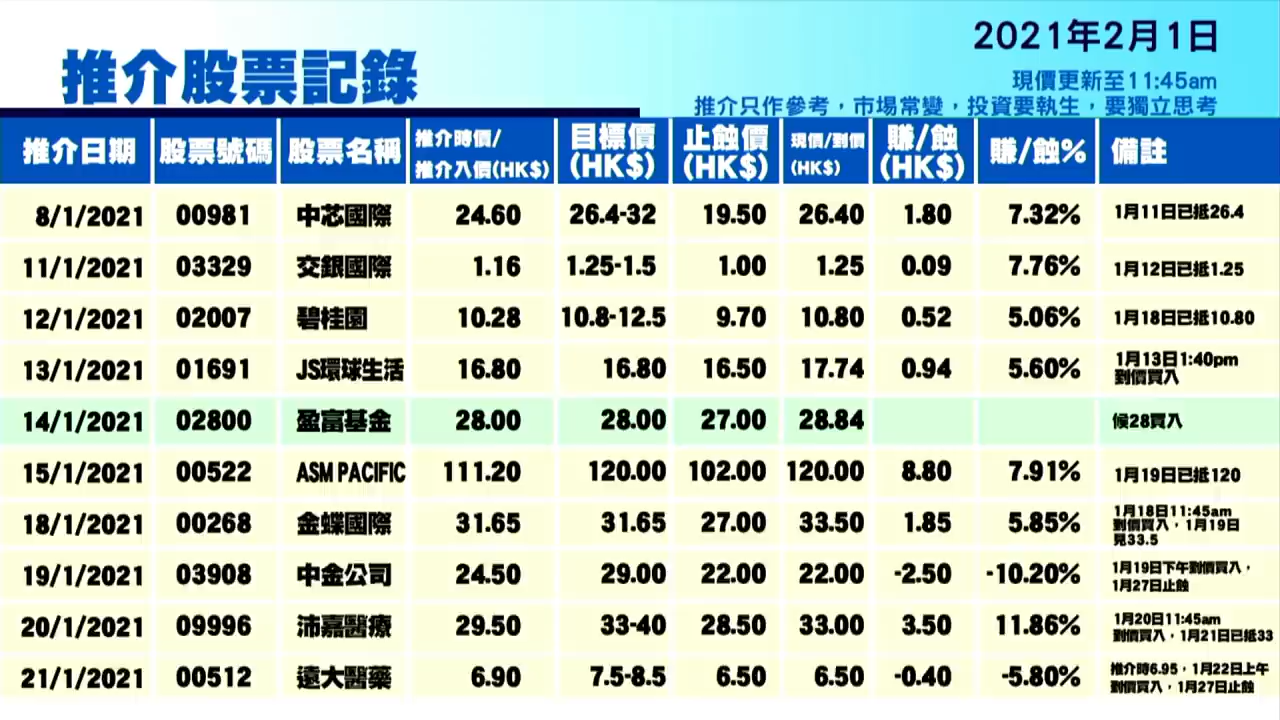 推介股票記錄
2021年2月1日
現價更新至11:45am
推介只作參考，市場常變，投資要執生，要獨立思考
推介日期 股票號碼 股票名稱 推介時價/推介入價(HK$) 目標價(HK$) 止蝕價(HK$) 現價/到價(HK$) 賺/蝕(HK$) 賺/蝕% 備註
8/1/2021 00981 中芯國際 24.60 26.4-32 19.50 26.40 1.80 7.32% 1月11日已抵26.4
11/1/2021 03329 交銀國際 1.16 1.25-1.5 1.00 1.25 0.09 7.76% 1月12日已抵1.25
12/1/2021 02007 碧桂園 10.28 10.8-12.5 9.70 10.80 0.52 5.06% 1月18日已抵10.80
13/1/2021 01691 JS環球生活 16.80 16.80 16.50 17.74 0.94 5.60% 1月13日1:40pm
到價買入
14/1/2021 02800 盈富基金 28.00 28.00 27.00 28.84 候28買入
15/1/2021 00522 ASM PACIFIC 111.20 120.00 102.00 120.00 8.80 7.91% 1月19日已抵120
18/1/2021 00268 金蝶國際 31.65 31.65 27.00 33.50 1.85 5.85% 1月18日11:45am
到價買入，1月19日
見33.5
19/1/2021 03908 中金公司 24.50 29.00 22.00 22.00 -2.50 -10.20% 1月19日下午到價買入，
1月27日止蝕
20/1/2021 09996 沛嘉醫療 29.50 33-40 28.50 33.00 3.50 11.86% 1月20日11:45am
到價買入，1月21日已抵33
21/1/2021 00512 遠大醫藥 6.90 7.5-8.5 6.50 6.50 -0.40 -5.80% 推介時6.95，1月22日上午
到價買入，1月27日止蝕